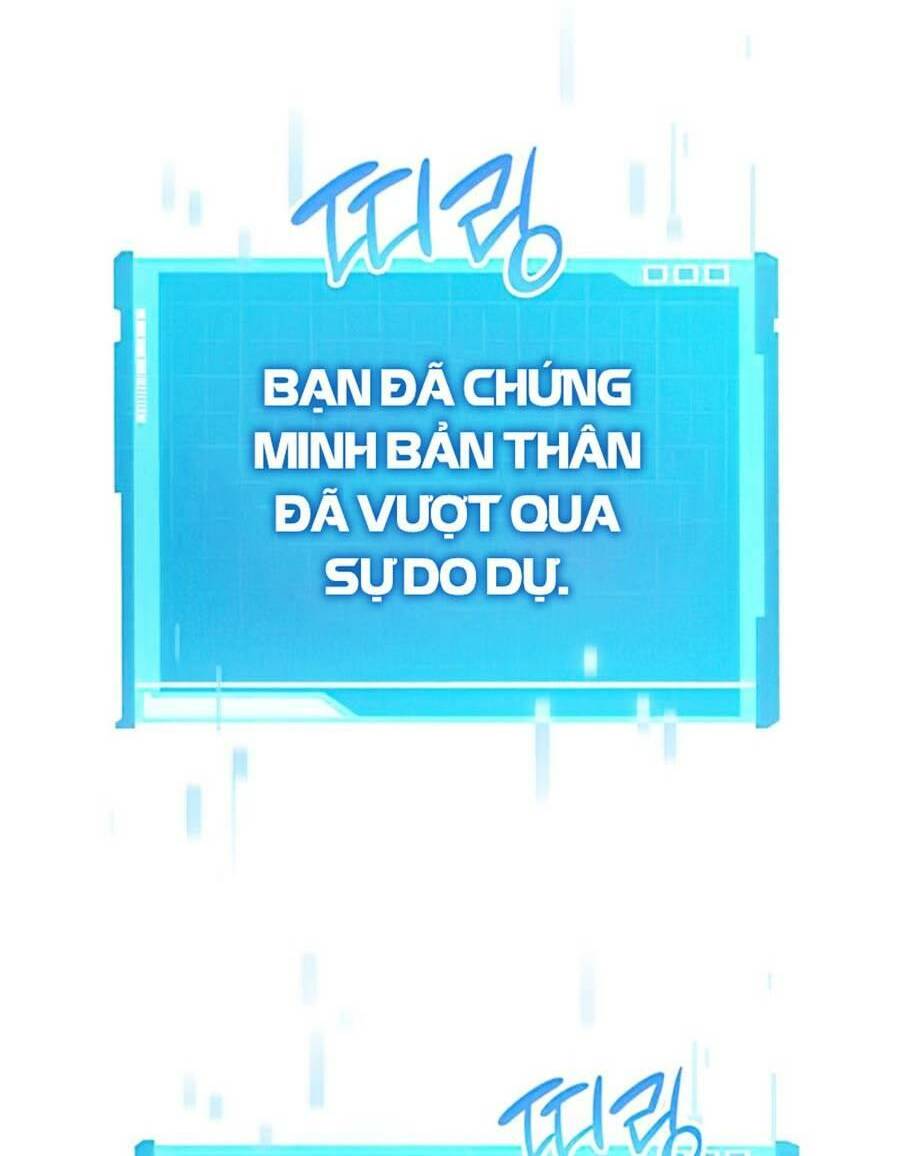 띠링
BẠN ĐÃ CHỨNG
MINH BẢN THÂN
ĐÃ VƯỢT QUA
SỰ DO DỰ.
띠링